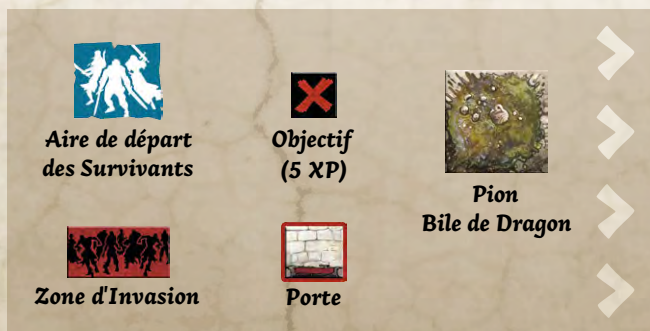 Aire de départ
des Survivants
Objectif
(5 XP)
Pion
Bile de Dragon
Zone d'Invasion
Porte